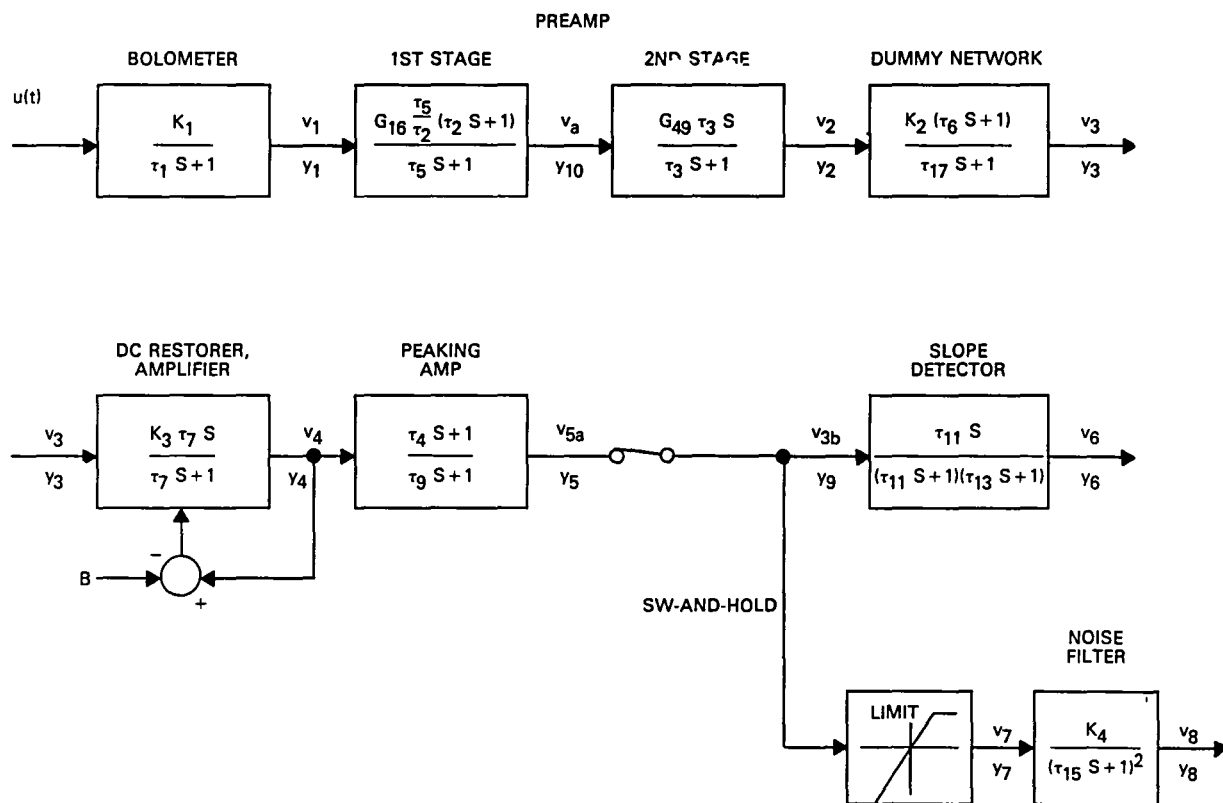 PREAMP
BOLOMETER
1ST STAGE
2ND STAGE
DUMMY NETWORK
u(t)
K1
τ1 S + 1
v1
y1
G16 τ5/τ2 (τ2 S + 1)
τ5 S + 1
va
y10
G49 τ3 S
τ3 S + 1
v2
y2
K2 (τ6 S + 1)
τ17 S + 1
v3
y3
DC RESTORER,
AMPLIFIER
PEAKING
AMP
SLOPE
DETECTOR
v3
y3
K3 τ7 S
τ7 S + 1
v4
y4
τ4 S + 1
τ9 S + 1
v5a
y5
v3b
y9
τ11 S
(τ11 S + 1)(τ13 S + 1)
v6
y6
B
−
+
SW-AND-HOLD
NOISE
FILTER
LIMIT
v7
y7
K4
(τ15 S + 1)2
v8
y8